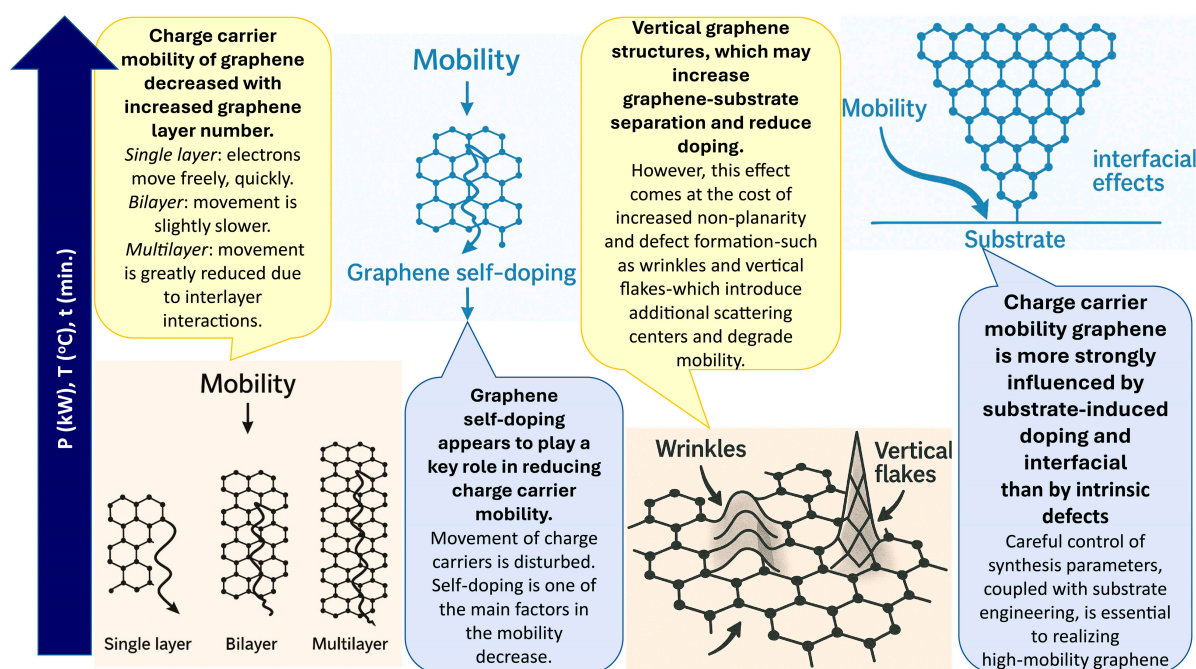 P (kW), T (°C), t (min.)
Charge carrier
mobility of graphene
decreased with
increased graphene
layer number.
Single layer: electrons
move freely, quickly.
Bilayer: movement is
slightly slower.
Multilayer: movement
is greatly reduced due
to interlayer
interactions.
Mobility
Single layer
Bilayer
Multilayer
Mobility
Graphene self-doping
Graphene
self-doping
appears to play a
key role in reducing
charge carrier
mobility.
Movement of charge
carriers is disturbed.
Self-doping is one of
the main factors in
the mobility
decrease.
Vertical graphene
structures, which may
increase
graphene-substrate
separation and reduce
doping.
However, this effect
comes at the cost of
increased non-planarity
and defect formation-such
as wrinkles and vertical
flakes-which introduce
additional scattering
centers and degrade
mobility.
Wrinkles
Vertical
flakes
Mobility
interfacial
effects
Substrate
Charge carrier
mobility graphene
is more strongly
influenced by
substrate-induced
doping and
interfacial
than by intrinsic
defects
Careful control of
synthesis parameters,
coupled with substrate
engineering, is essential
to realizing
high-mobility graphene